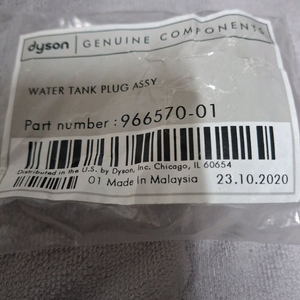 dyson GENUINE COMPONENTS
WATER TANK PLUG ASSY
Part number : 966570-01
Distributed in the U.S. by Dyson, Inc. Chicago, IL 60654
01 Made In Malaysia 23.10.2020